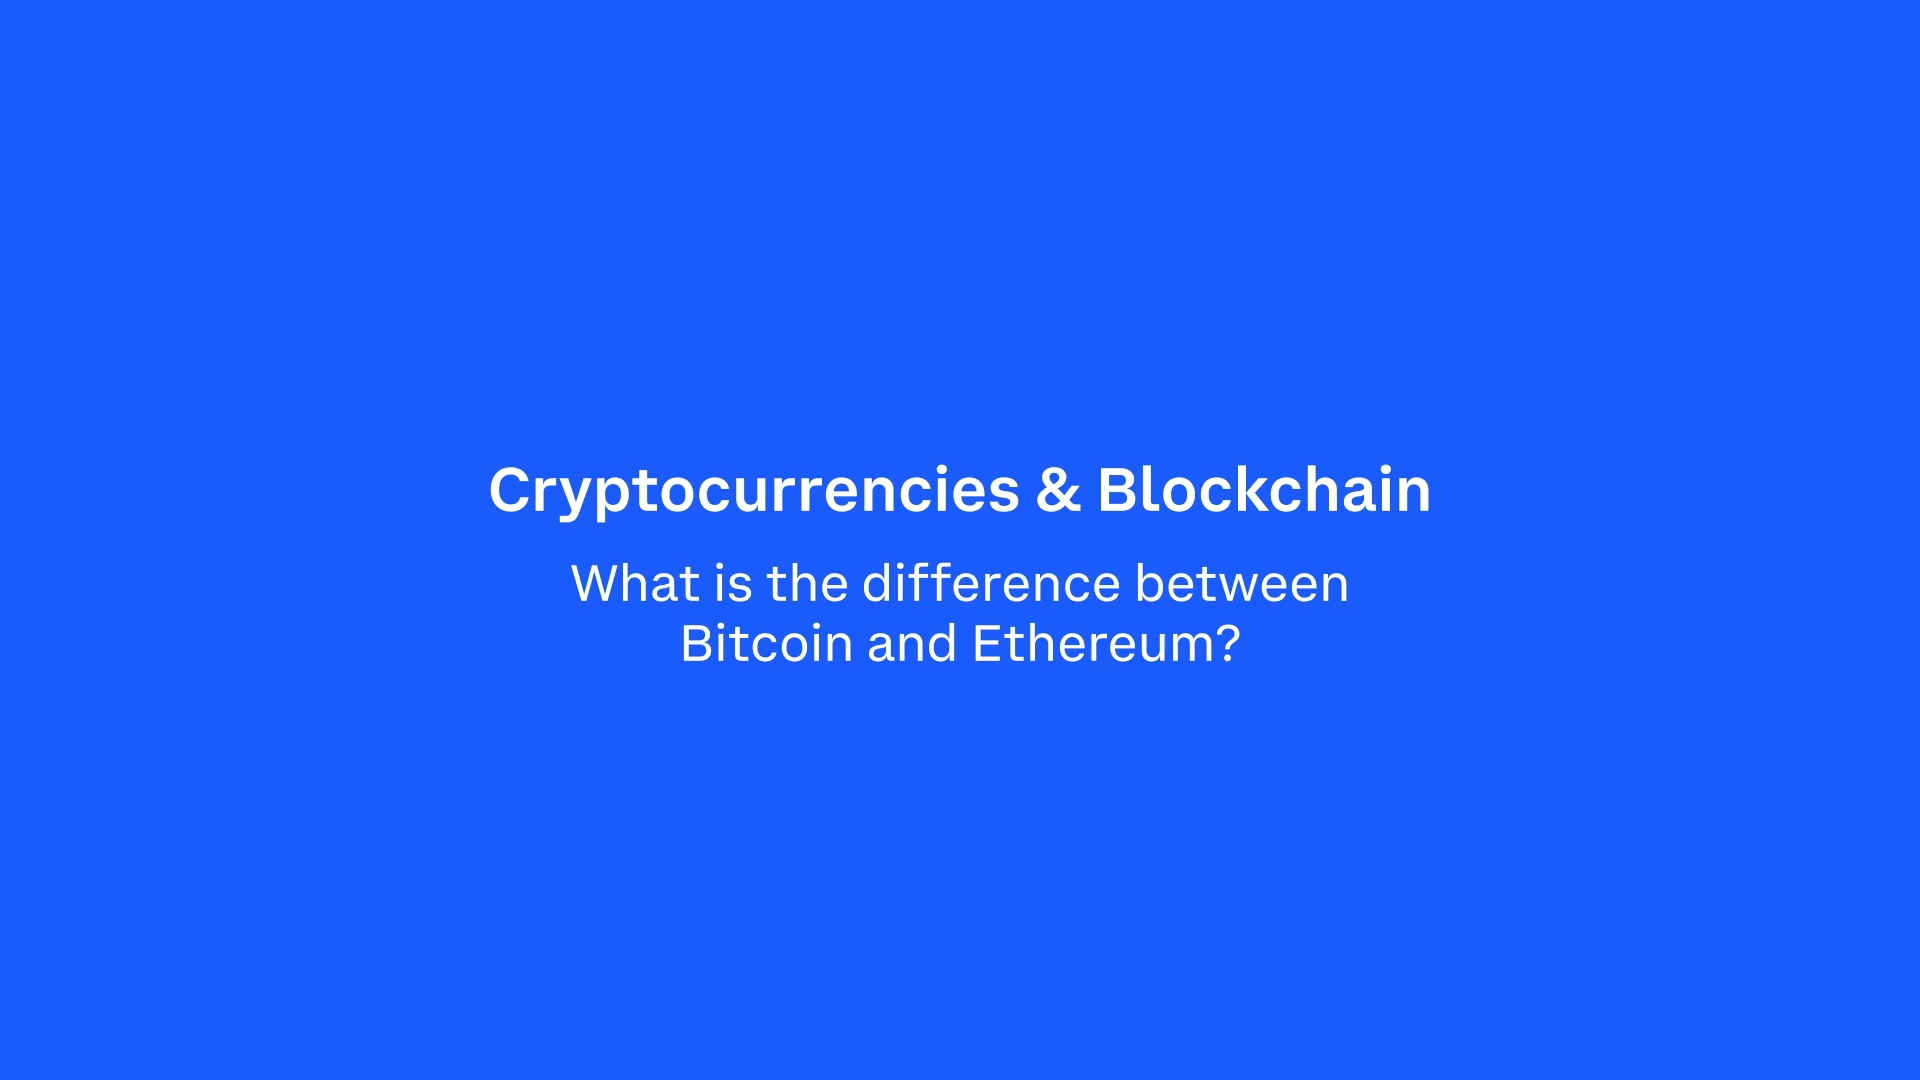 Cryptocurrencies & Blockchain
What is the difference between
Bitcoin and Ethereum?